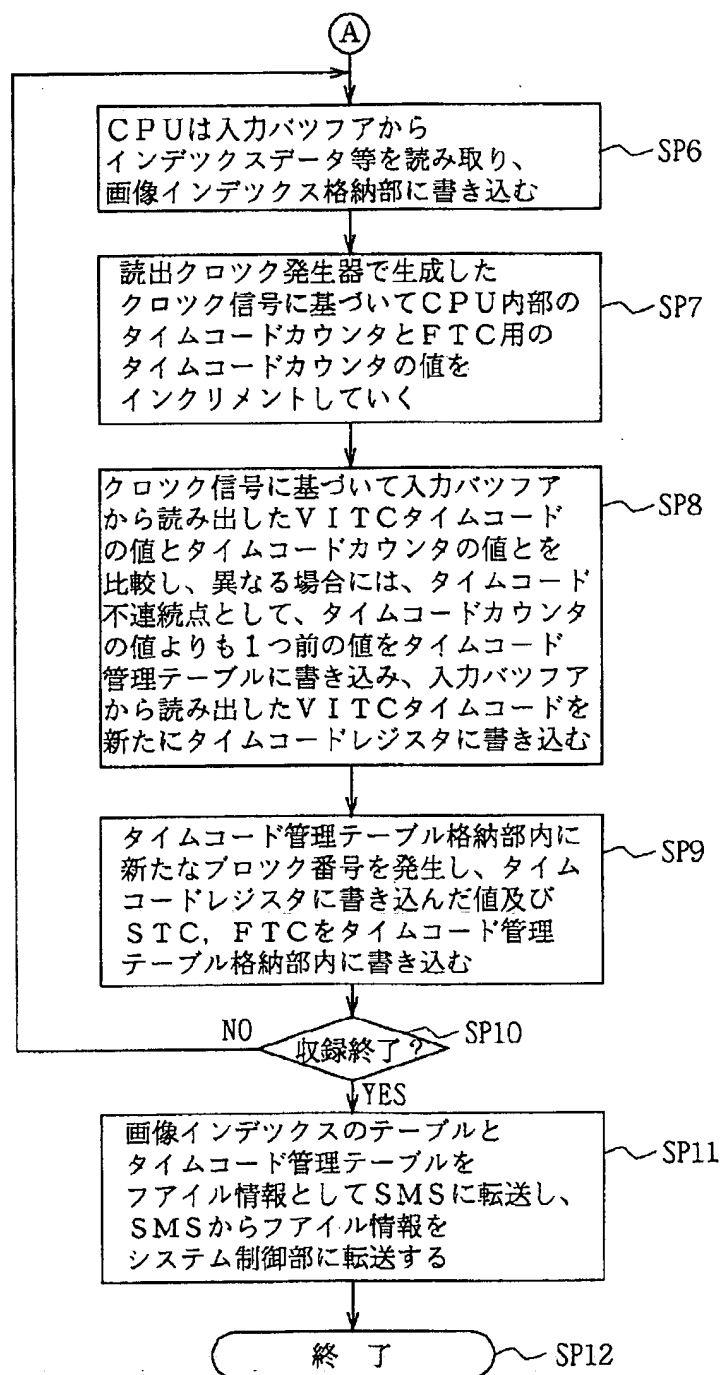 A
CPUは入力バツフアから
インデツクスデータ等を読み取り、
画像インデツクス格納部に書き込む
SP6
読出クロツク発生器で生成した
クロツク信号に基づいてCPU内部の
タイムコードカウンタとFTC用の
タイムコードカウンタの値を
インクリメントしていく
SP7
クロツク信号に基づいて入力バツフア
から読み出したVITCタイムコード
の値とタイムコードカウンタの値とを
比較し、異なる場合には、タイムコード
不連続点として、タイムコードカウンタ
の値よりも1つ前の値をタイムコード
管理テーブルに書き込み、入力バツフア
から読み出したVITCタイムコードを
新たにタイムコードレジスタに書き込む
SP8
タイムコード管理テーブル格納部内に
新たなブロツク番号を発生し、タイム
コードレジスタに書き込んだ値及び
STC, FTCをタイムコード管理
テーブル格納部内に書き込む
SP9
NO
収録終了?
SP10
YES
画像インデツクスのテーブルと
タイムコード管理テーブルを
フアイル情報としてSMSに転送し、
SMSからフアイル情報を
システム制御部に転送する
SP11
終 了
SP12